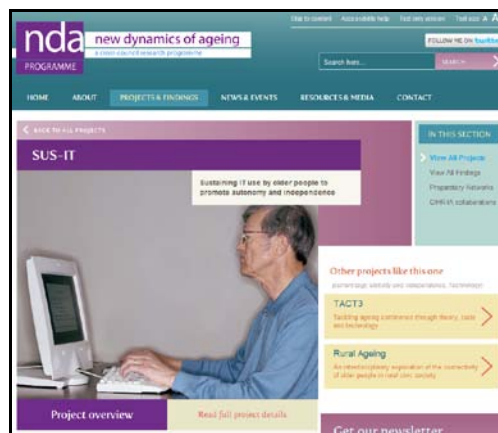 Skip to content Accessibility help Text only version Text size A A
nda
PROGRAMME
new dynamics of ageing
a cross-council research programme
FOLLOW ME ON twitter
Search here...
SEARCH
HOME ABOUT PROJECTS & FINDINGS NEWS & EVENTS RESOURCES & MEDIA CONTACT
BACK TO ALL PROJECTS
SUS-IT
Sustaining IT use by older people to
promote autonomy and independence
Project overview
Read full project details
IN THIS SECTION
View All Projects
View All Findings
Preparatory Networks
CIHR-IA collaborations
Other projects like this one
TACT3
Tackling ageing continence through theory, tools
and technology
Rural Ageing
An interdisciplinary exploration of the connectivity
of older people in rural civic society
Get our newsletter